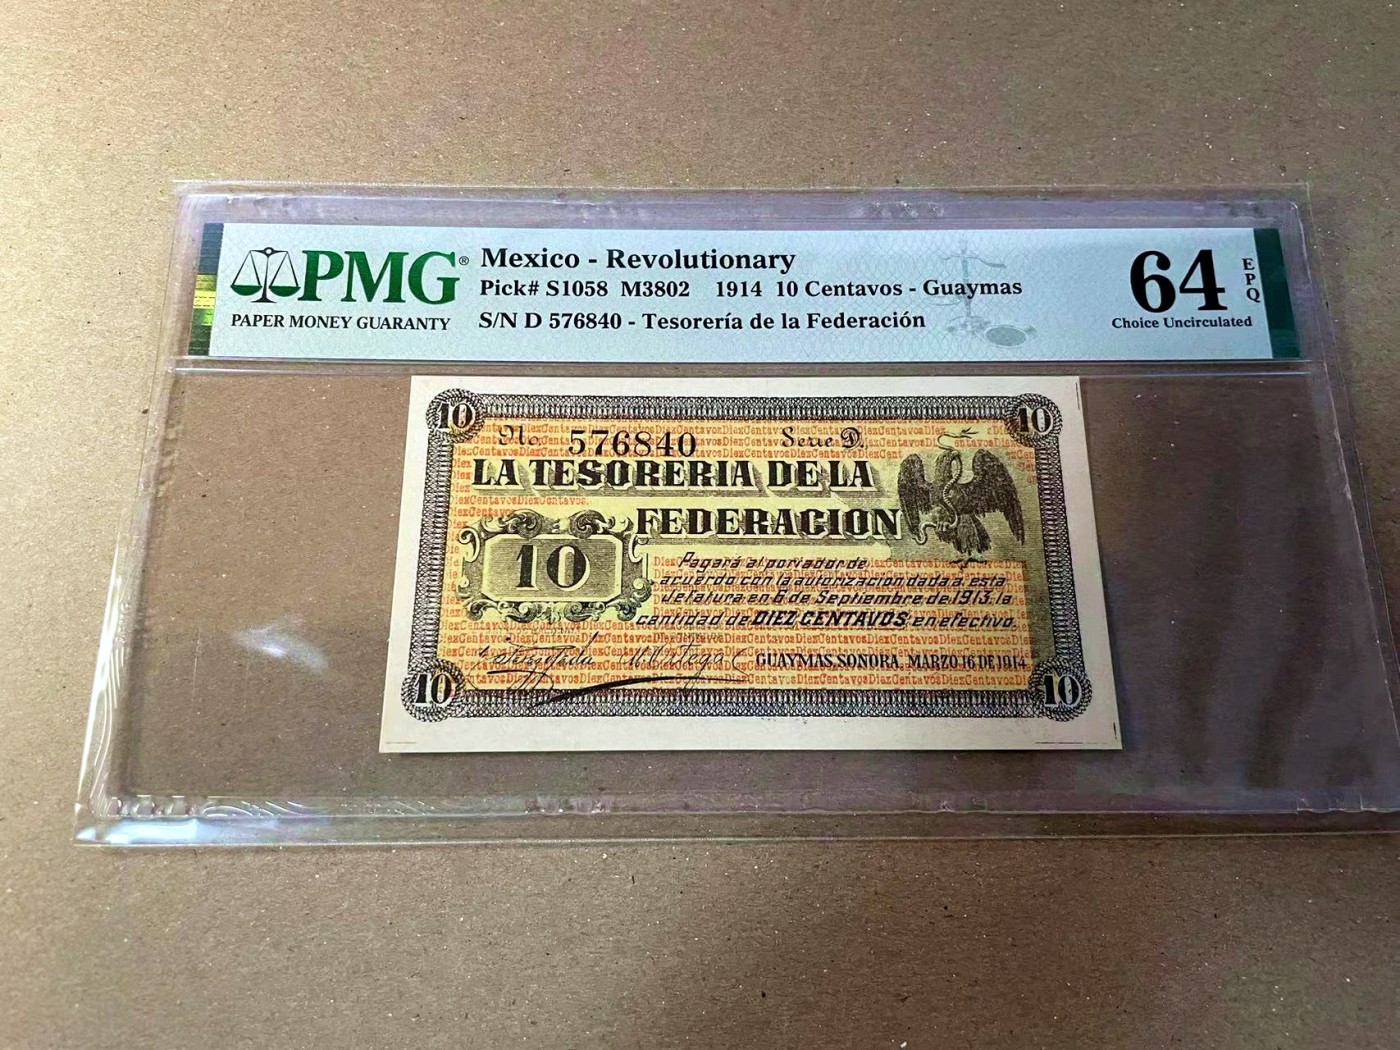 PMG®
PAPER MONEY GUARANTY
Mexico - Revolutionary
Pick# S1058 M3802 1914 10 Centavos - Guaymas
S/N D 576840 - Tesorería de la Federación
64
EPQ
Choice Uncirculated
10 10
No. 576840 Serie D.
LA TESORERIA DE LA
FEDERACION
10
Pagará al portador de
acuerdo con la autorizacion dada a esta
Jefatura en 6 de Septiembre de 1913, la
cantidad de DIEZ CENTAVOS en efectivo.
GUAYMAS, SONORA, MARZO 16 DE 1914
10 10